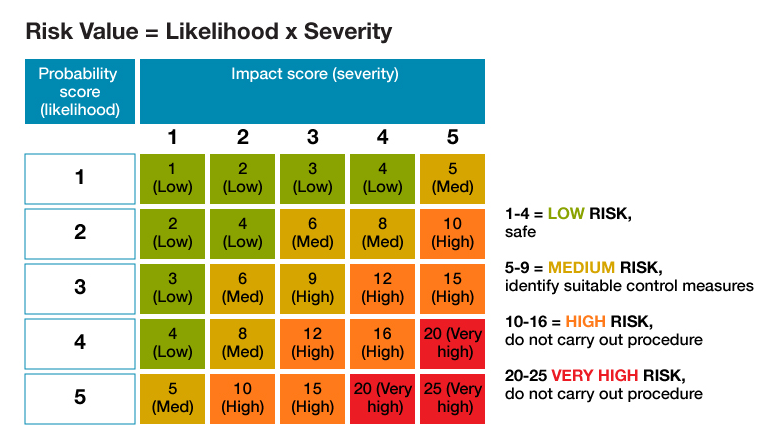 Risk Value = Likelihood x Severity
Probability
score
(likelihood)
Impact score (severity)
1 2 3 4 5
1
1
(Low)
2
(Low)
3
(Low)
4
(Low)
5
(Med)
2
2
(Low)
4
(Low)
6
(Med)
8
(Med)
10
(High)
3
3
(Low)
6
(Med)
9
(High)
12
(High)
15
(High)
4
4
(Low)
8
(Med)
12
(High)
16
(High)
20 (Very
high)
5
5
(Med)
10
(High)
15
(High)
20 (Very
high)
25 (Very
high)
1-4 = LOW RISK,
safe
5-9 = MEDIUM RISK,
identify suitable control measures
10-16 = HIGH RISK,
do not carry out procedure
20-25 VERY HIGH RISK,
do not carry out procedure